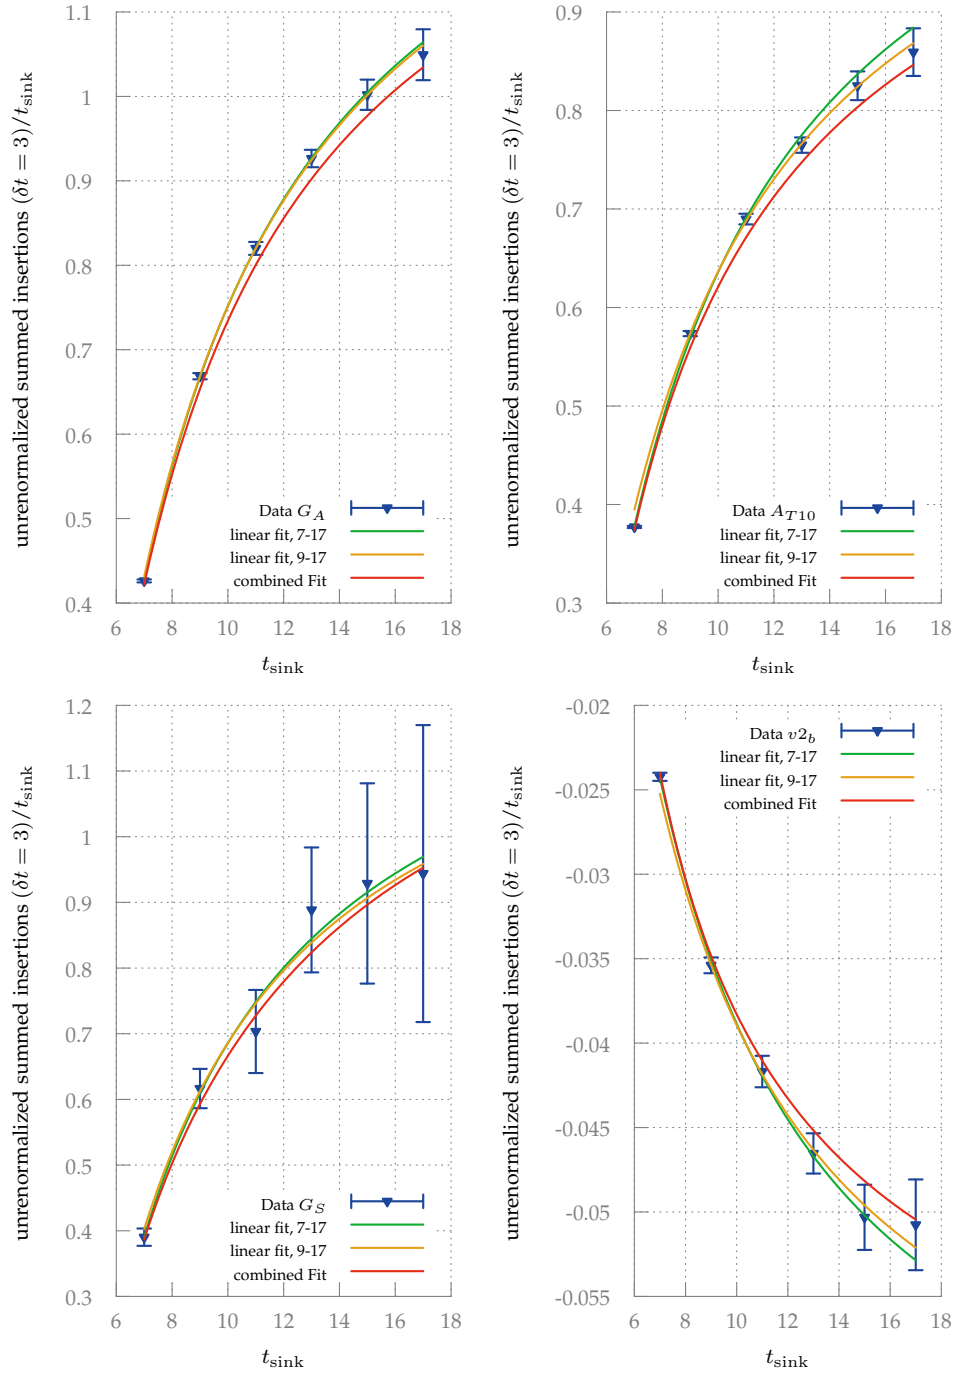 unrenormalized summed insertions (δt = 3)/t_sink
1.1
1
0.9
0.8
0.7
0.6
0.5
0.4
6 8 10 12 14 16 18
t_sink
Data G_A
linear fit, 7-17
linear fit, 9-17
combined Fit
unrenormalized summed insertions (δt = 3)/t_sink
0.9
0.8
0.7
0.6
0.5
0.4
0.3
6 8 10 12 14 16 18
t_sink
Data A_T10
linear fit, 7-17
linear fit, 9-17
combined Fit
unrenormalized summed insertions (δt = 3)/t_sink
1.2
1.1
1
0.9
0.8
0.7
0.6
0.5
0.4
0.3
6 8 10 12 14 16 18
t_sink
Data G_S
linear fit, 7-17
linear fit, 9-17
combined Fit
unrenormalized summed insertions (δt = 3)/t_sink
-0.02
-0.025
-0.03
-0.035
-0.04
-0.045
-0.05
-0.055
6 8 10 12 14 16 18
t_sink
Data v2_b
linear fit, 7-17
linear fit, 9-17
combined Fit